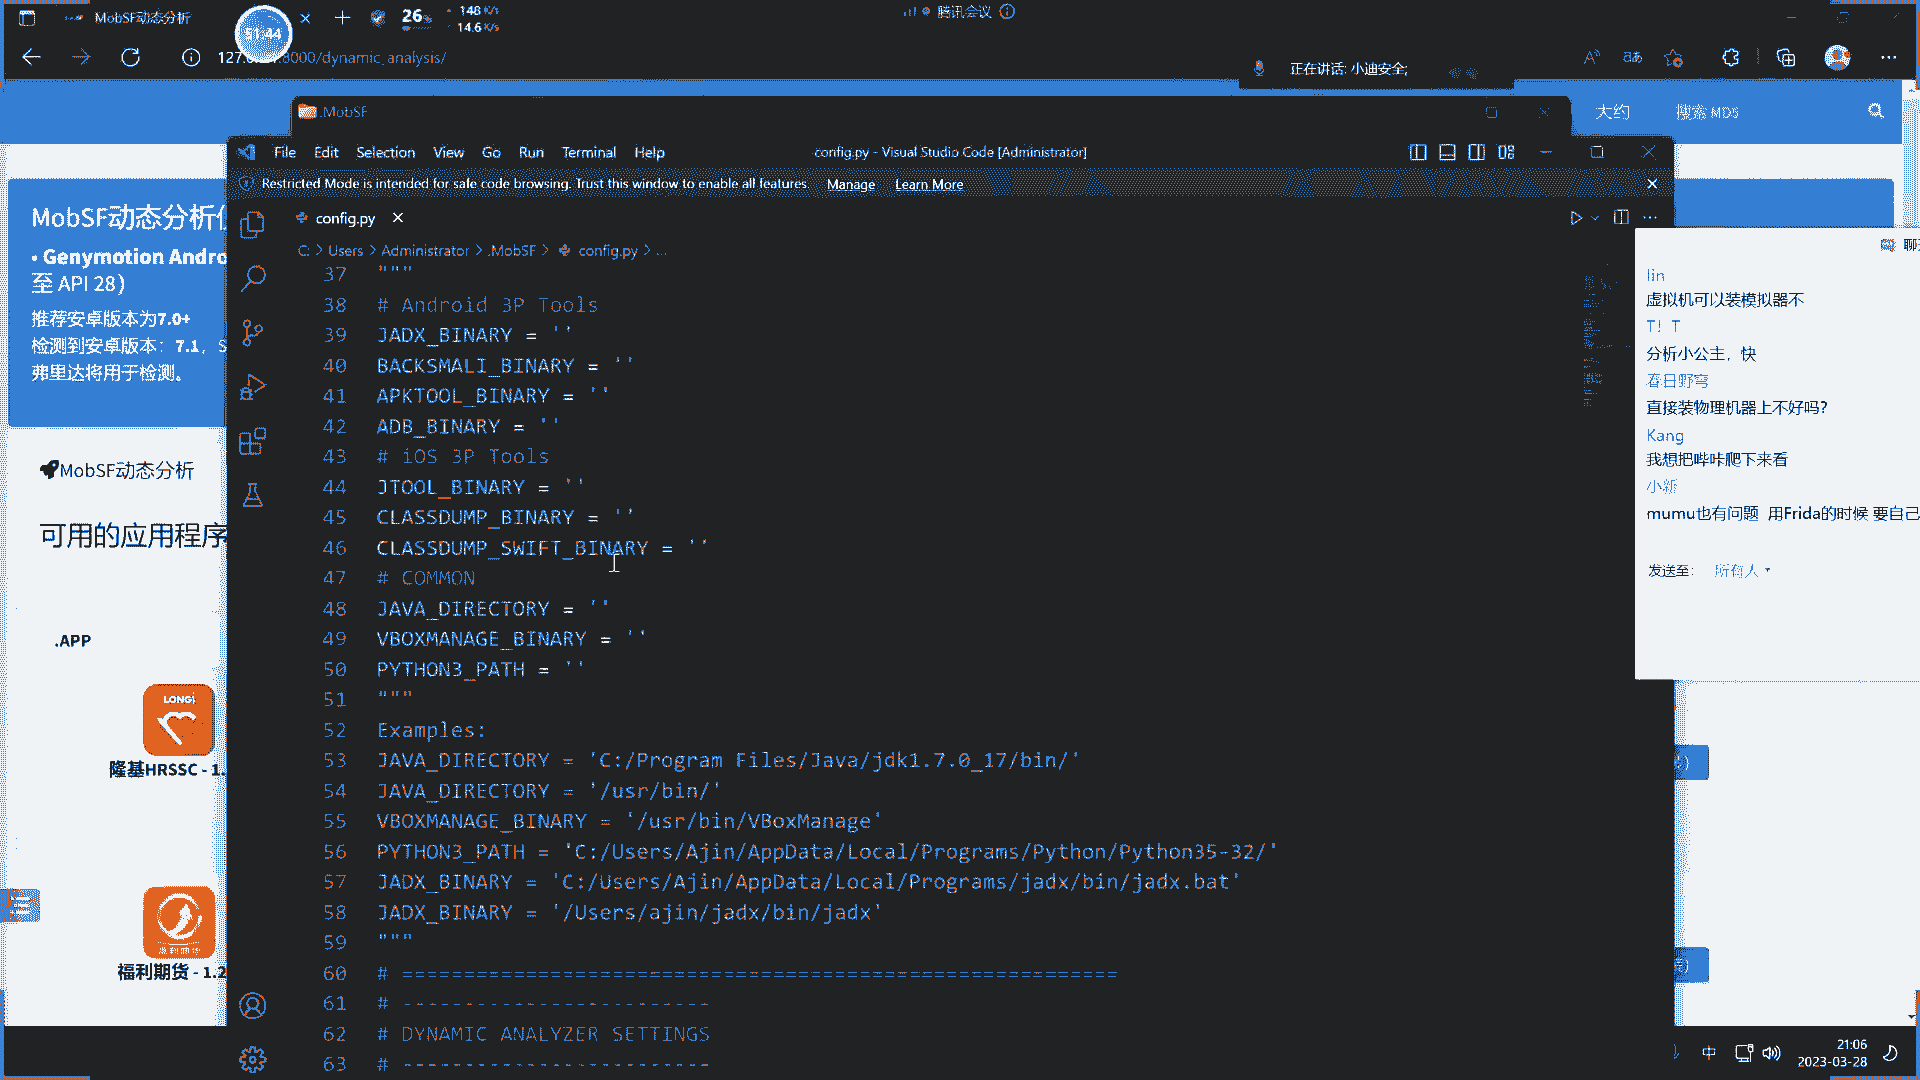 MobSF动态分析
51:44
26%
148 K/s
14.6 K/s
腾讯会议
:8000/dynamic_analysis/
正在讲话: 小迪安全;
.MobSF
大约
搜索 MD5
File Edit Selection View Go Run Terminal Help
config.py - Visual Studio Code [Administrator]
Restricted Mode is intended for safe code browsing. Trust this window to enable all features. Manage Learn More
config.py
C: > Users > Administrator > .MobSF > config.py > ...
MobSF动态分析
• Genymotion Andro
至 API 28）
推荐安卓版本为7.0+
检测到安卓版本：7.1，S
弗里达将用于检测。
MobSF动态分析
可用的应用程序
.APP
LONGi
隆基HRSSC - 1.
福利期货 - 1.2
37 """
38 # Android 3P Tools
39 JADX_BINARY = ''
40 BACKSMALI_BINARY = ''
41 APKTOOL_BINARY = ''
42 ADB_BINARY = ''
43 # iOS 3P Tools
44 JTOOL_BINARY = ''
45 CLASSDUMP_BINARY = ''
46 CLASSDUMP_SWIFT_BINARY = ''
47 # COMMON
48 JAVA_DIRECTORY = ''
49 VBOXMANAGE_BINARY = ''
50 PYTHON3_PATH = ''
51 """
52 Examples:
53 JAVA_DIRECTORY = 'C:/Program Files/Java/jdk1.7.0_17/bin/'
54 JAVA_DIRECTORY = '/usr/bin/'
55 VBOXMANAGE_BINARY = '/usr/bin/VBoxManage'
56 PYTHON3_PATH = 'C:/Users/Ajin/AppData/Local/Programs/Python/Python35-32/'
57 JADX_BINARY = 'C:/Users/Ajin/AppData/Local/Programs/jadx/bin/jadx.bat'
58 JADX_BINARY = '/Users/ajin/jadx/bin/jadx'
59 """
60 # ==========================================================
61 # -------------------------
62 # DYNAMIC ANALYZER SETTINGS
63 # -------------------------
lin
虚拟机可以装模拟器不
T! T
分析小公主，快
春日野穹
直接装物理机器上不好吗?
Kang
我想把哔咔爬下来看
小新
mumu也有问题 用Frida的时候 要自己
发送至: 所有人
中
21:06
2023-03-28